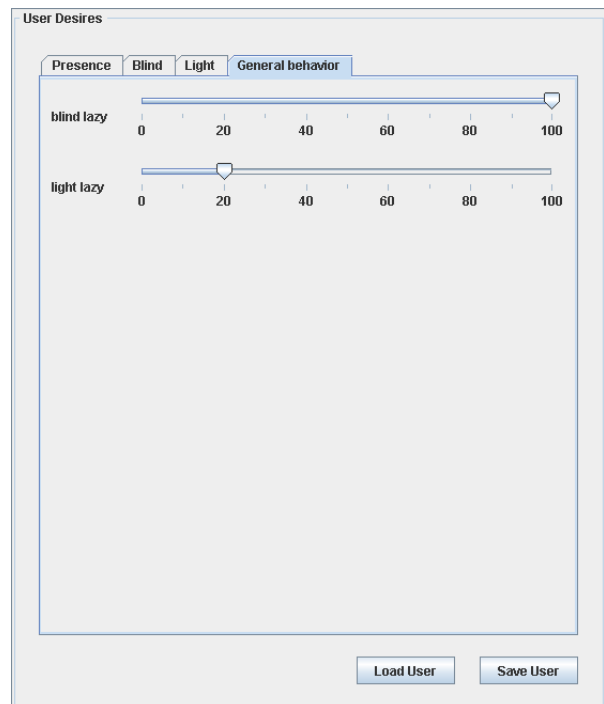 User Desires
Presence Blind Light General behavior
blind lazy
0 20 40 60 80 100
light lazy
0 20 40 60 80 100
Load User Save User